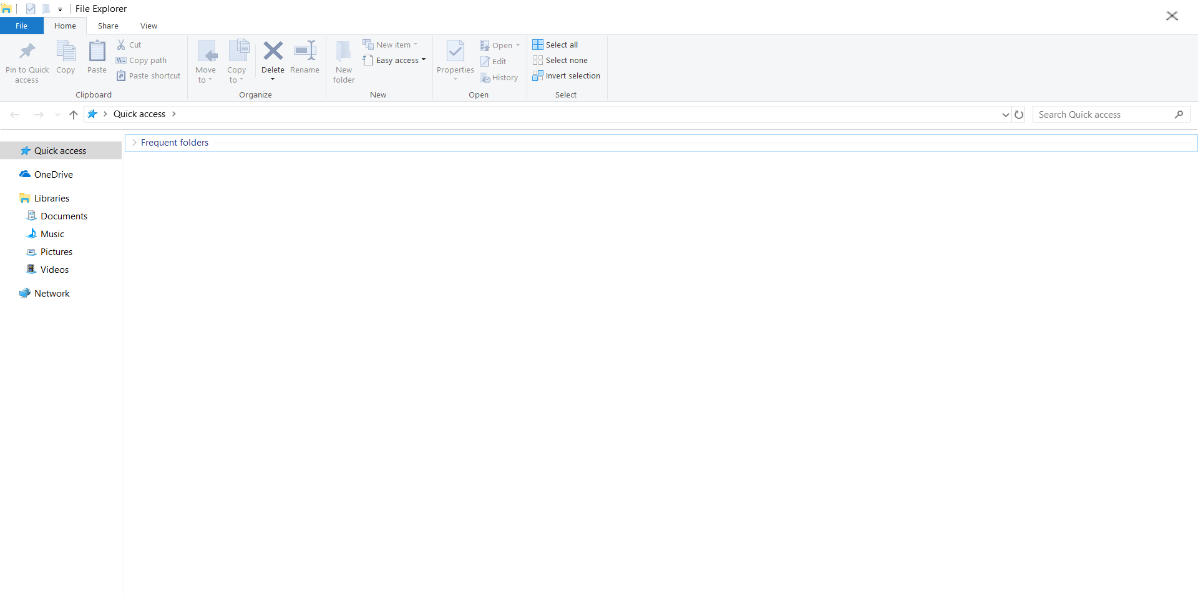 File Explorer
File Home Share View
Pin to Quick access
Copy
Paste
Cut
Copy path
Paste shortcut
Clipboard
Move to
Copy to
Delete
Rename
Organize
New folder
New item
Easy access
New
Properties
Open
Edit
History
Open
Select all
Select none
Invert selection
Select
Quick access
Search Quick access
Quick access
OneDrive
Libraries
Documents
Music
Pictures
Videos
Network
Frequent folders